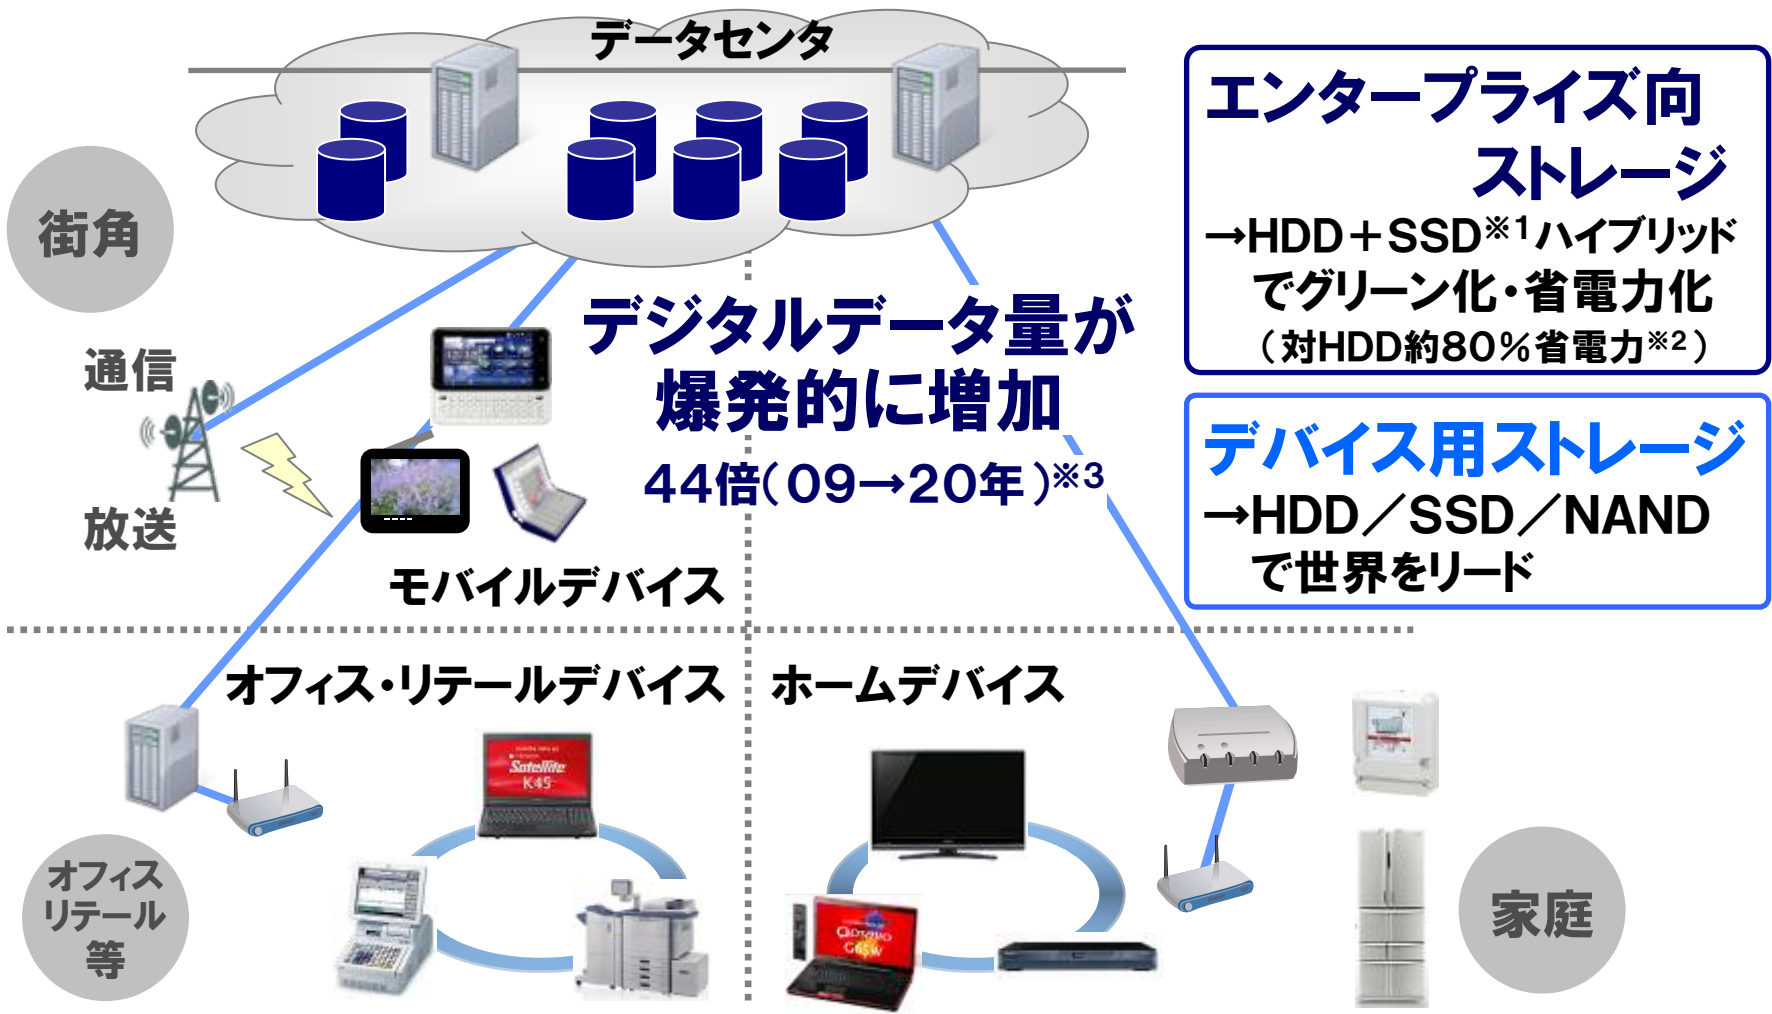 データセンタ
エンタープライズ向
ストレージ
→HDD＋SSD※1ハイブリッド
でグリーン化・省電力化
（対HDD約80％省電力※2）
街角
デジタルデータ量が
爆発的に増加
44倍（09→20年）※3
通信
放送
デバイス用ストレージ
→HDD／SSD／NAND
で世界をリード
モバイルデバイス
オフィス・リテールデバイス
ホームデバイス
Satellite
K45
オフィス
リテール
等
QOSMIO
G65W
家庭